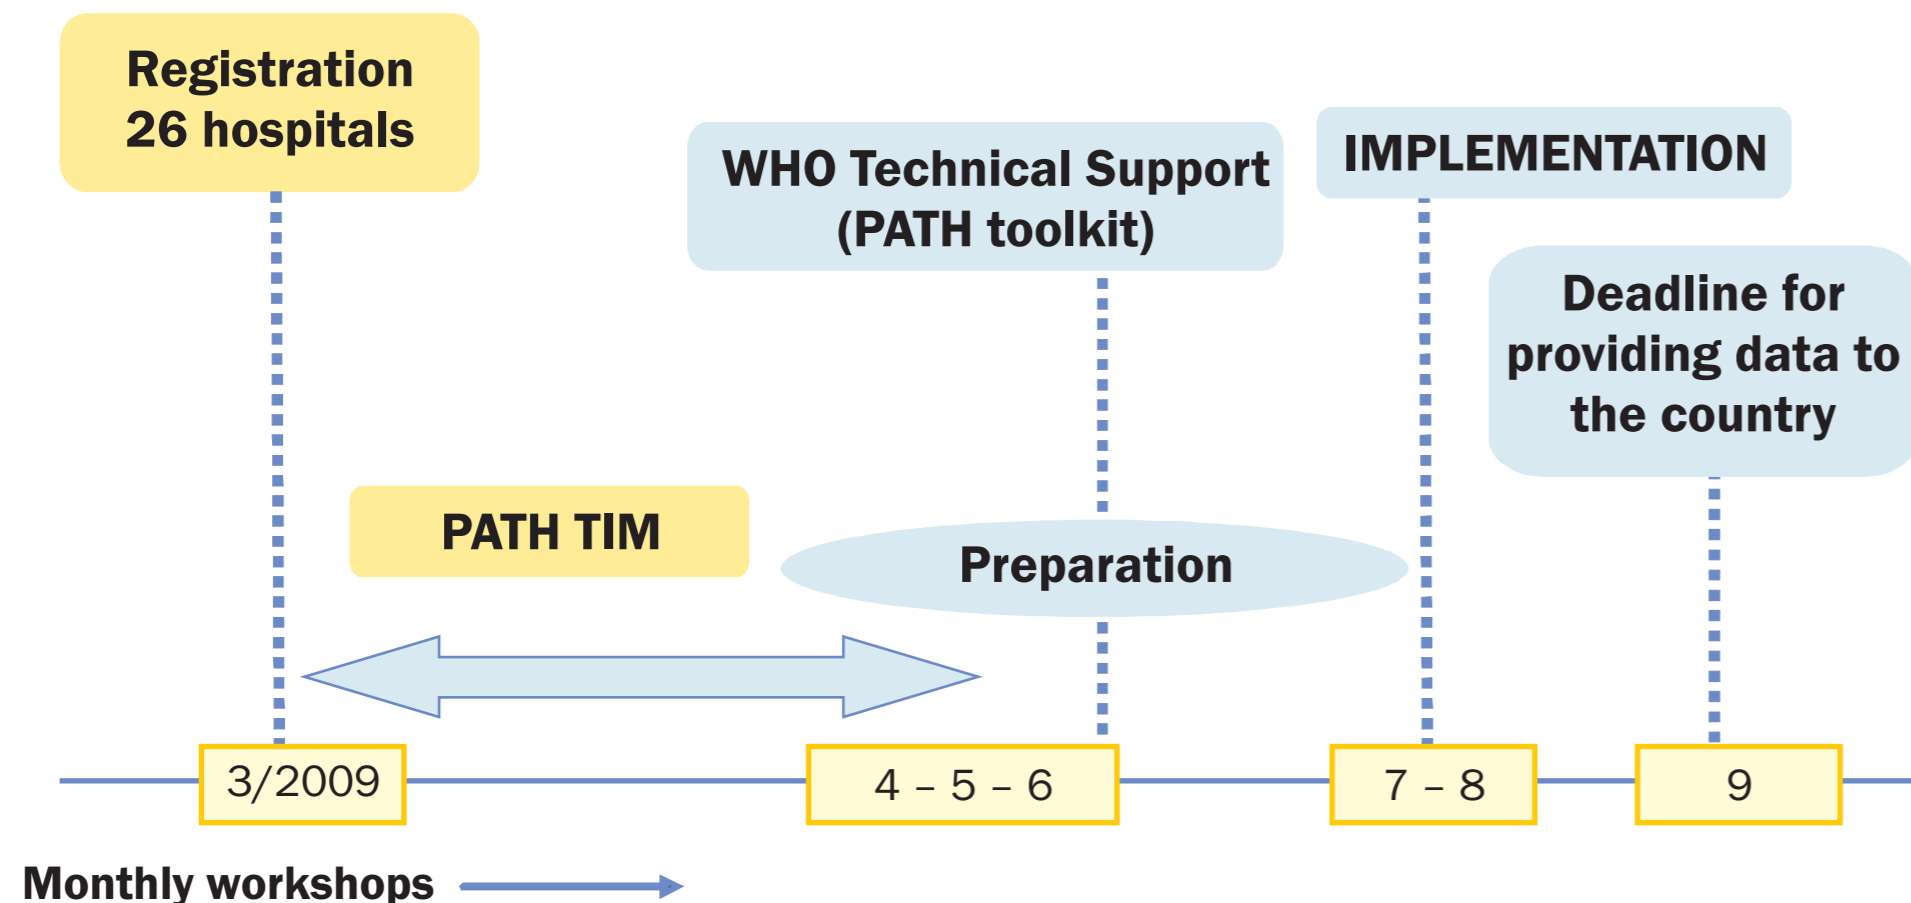 Registration
26 hospitals
WHO Technical Support
(PATH toolkit)
IMPLEMENTATION
Deadline for
providing data to
the country
PATH TIM
Preparation
3/2009
4 – 5 – 6
7 – 8
9
Monthly workshops